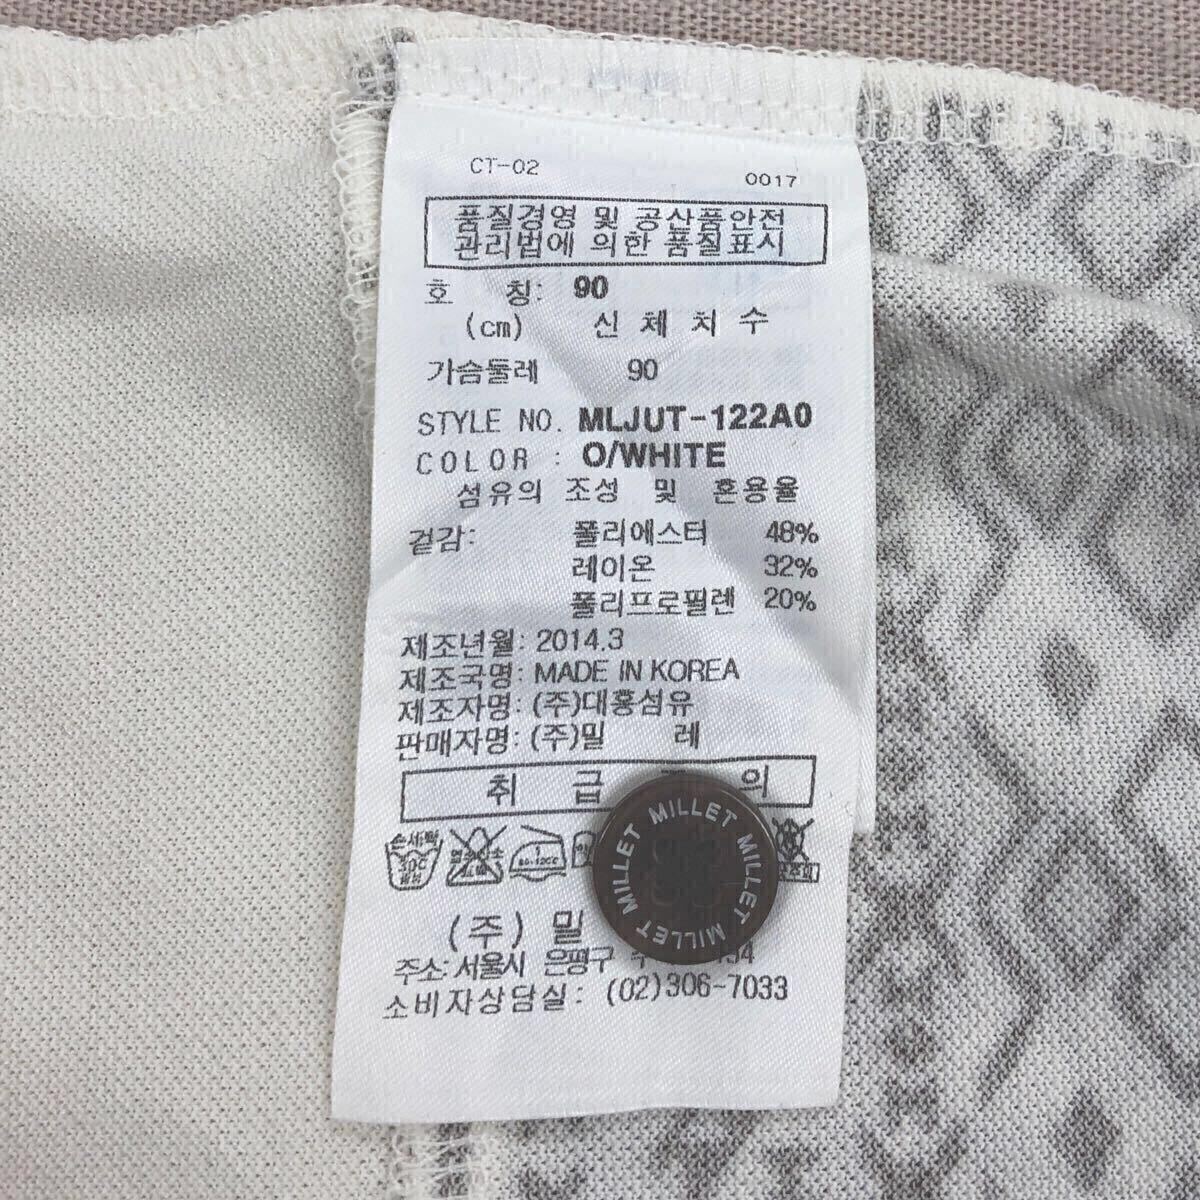 CT-02
0017
품질경영 및 공산품안전
관리법에 의한 품질표시
호 칭: 90
(cm) 신 체 치 수
가슴둘레 90
STYLE NO. MLJUT-122A0
COLOR : O/WHITE
섬유의 조성 및 혼용율
겉감: 폴리에스터 48%
레이온 32%
폴리프로필렌 20%
제조년월: 2014.3
제조국명: MADE IN KOREA
제조자명: (주)대홍섬유
판매자명: (주)밀 레
취 급 의
MILLET MILLET MILLET MILLET MILLET
(주) 밀
주소: 서울시 은평구
소비자상담실: (02)306-7033